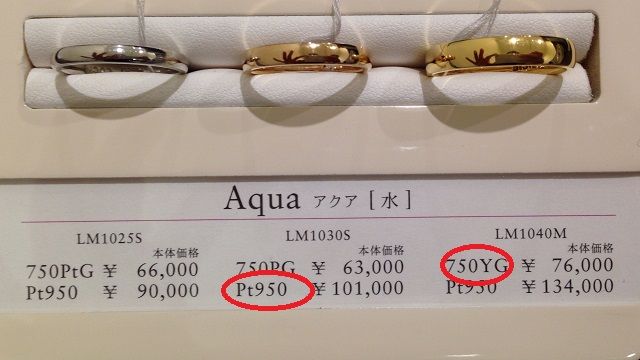 Aqua アクア [水]
LM1025S LM1030S LM1040M
本体価格 本体価格 本体価格
750PtG ¥ 66,000 750PG ¥ 63,000 750YG ¥ 76,000
Pt950 ¥ 90,000 Pt950 ¥ 101,000 Pt950 ¥ 134,000